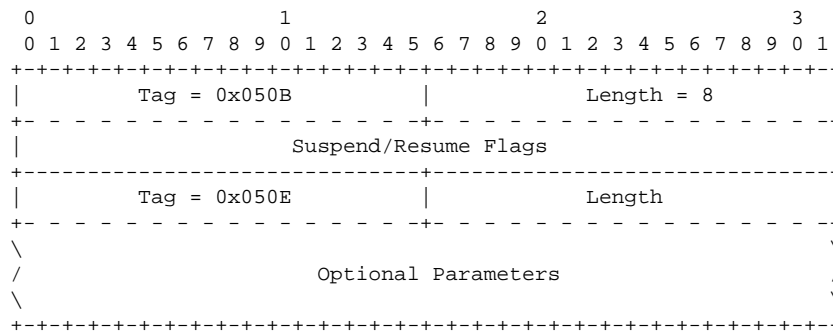 0                   1                   2                   3
 0 1 2 3 4 5 6 7 8 9 0 1 2 3 4 5 6 7 8 9 0 1 2 3 4 5 6 7 8 9 0 1
+-+-+-+-+-+-+-+-+-+-+-+-+-+-+-+-+-+-+-+-+-+-+-+-+-+-+-+-+-+-+-+-
|         Tag = 0x050B          |            Length = 8
+- - - - - - - - - - - - - - - -+- - - - - - - - - - - - - - - -
|                     Suspend/Resume Flags
+-------------------------------+--------------------------------
|         Tag = 0x050E          |            Length
+- - - - - - - - - - - - - - - -+- - - - - - - - - - - - - - - -
\                                                               \
/                       Optional Parameters                     /
\                                                               \
+-+-+-+-+-+-+-+-+-+-+-+-+-+-+-+-+-+-+-+-+-+-+-+-+-+-+-+-+-+-+-+-